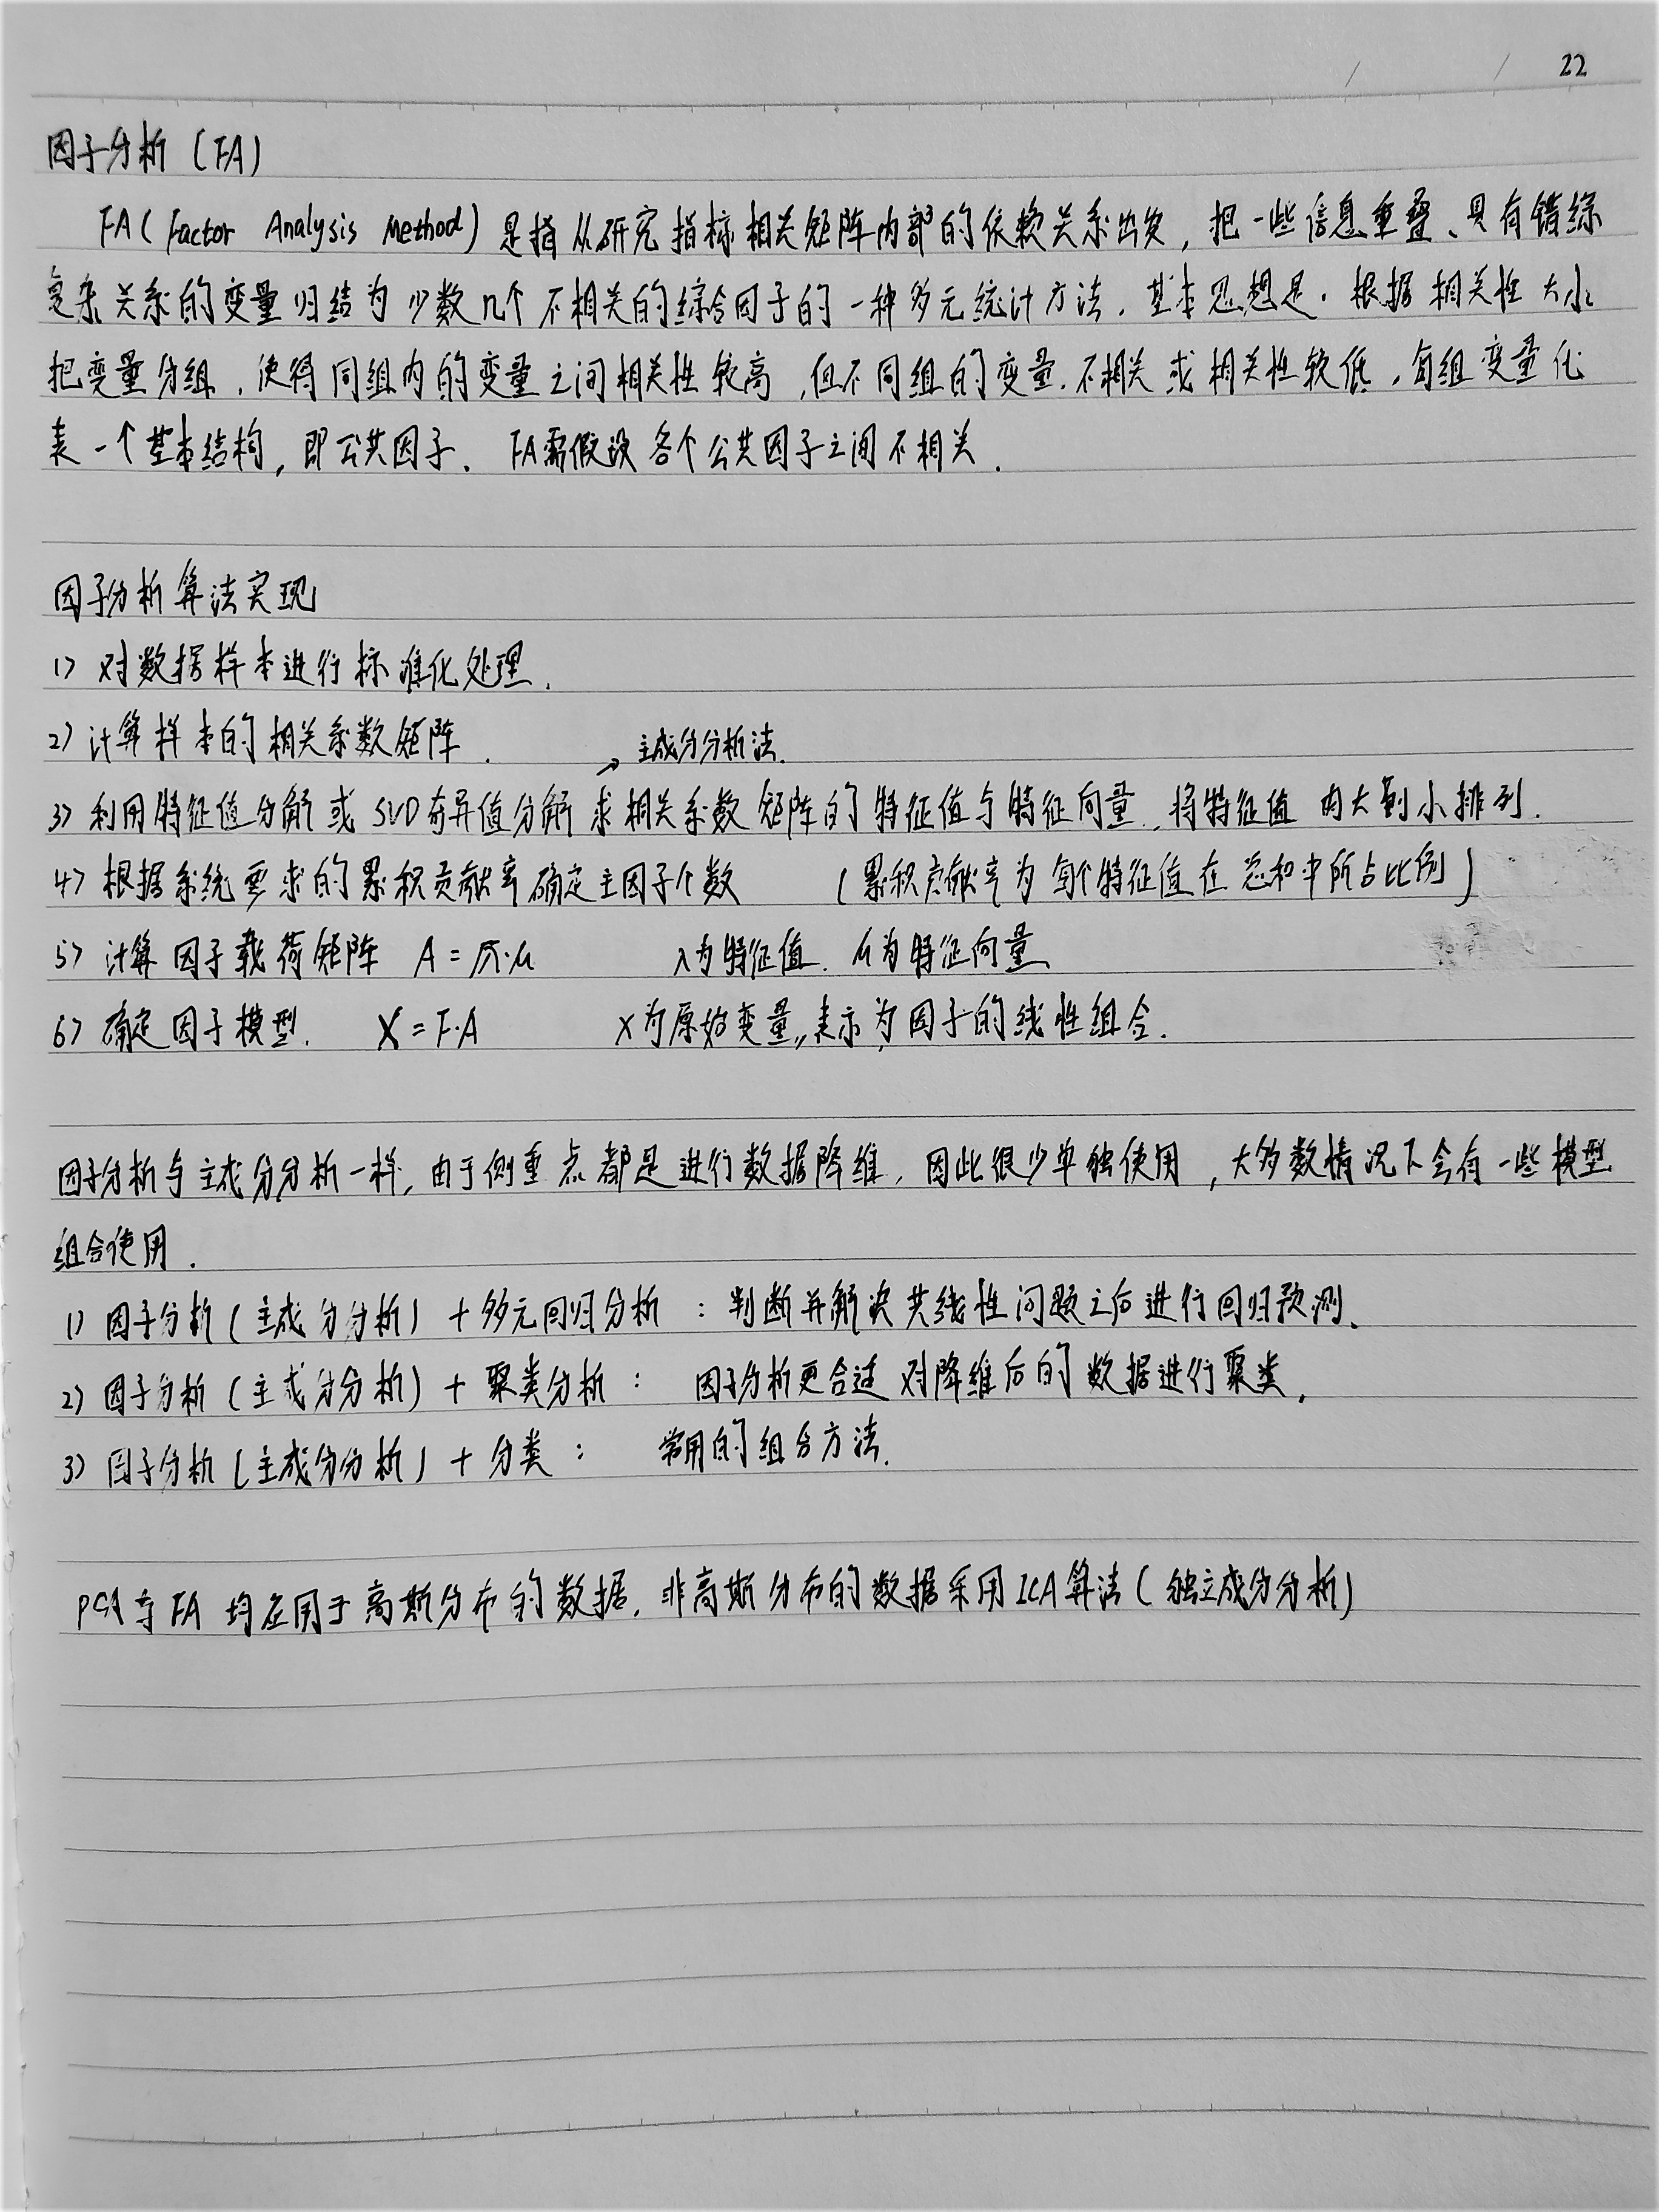 22
因子分析（FA）
FA（Factor Analysis Method）是指从研究指标相关矩阵内部的依赖关系出发，把一些信息重叠、具有错综
复杂关系的变量归结为少数几个不相关的综合因子的一种多元统计方法．基本思想是．根据相关性大小
把变量分组，使得同组内的变量之间相关性较高，但不同组的变量．不相关或相关性较低，每组变量化
表一个基本结构，即公共因子．FA需假设各个公共因子之间不相关．
因子分析算法实现
1）对数据样本进行标准化处理．
2）计算样本的相关系数矩阵．
→主成分分析法．
3）利用特征值分解或SVD奇异值分解求相关系数矩阵的特征值与特征向量．将特征值由大到小排列．
4）根据系统要求的累积贡献率确定主因子个数（累积贡献率为每个特征值在总和中所占比例）
5）计算因子载荷矩阵 A=√λ·μ λ为特征值．μ为特征向量、
6）确定因子模型．X=F·A X为原始变量，表示为因子的线性组合．
因子分析与主成分分析一样，由于侧重点都是进行数据降维，因此很少单独使用，大多数情况下会有一些模型
组合使用．
1）因子分析（主成分分析）+多元回归分析：判断并解决共线性问题之后进行回归预测、
2）因子分析（主成分分析）+聚类分析：因子分析更合适对降维后的数据进行聚类，
3）因子分析（主成分分析）+分类：常用的组合方法．
PCA与FA均应用于高斯分布的数据，非高斯分布的数据采用ICA算法（独立成分分析）